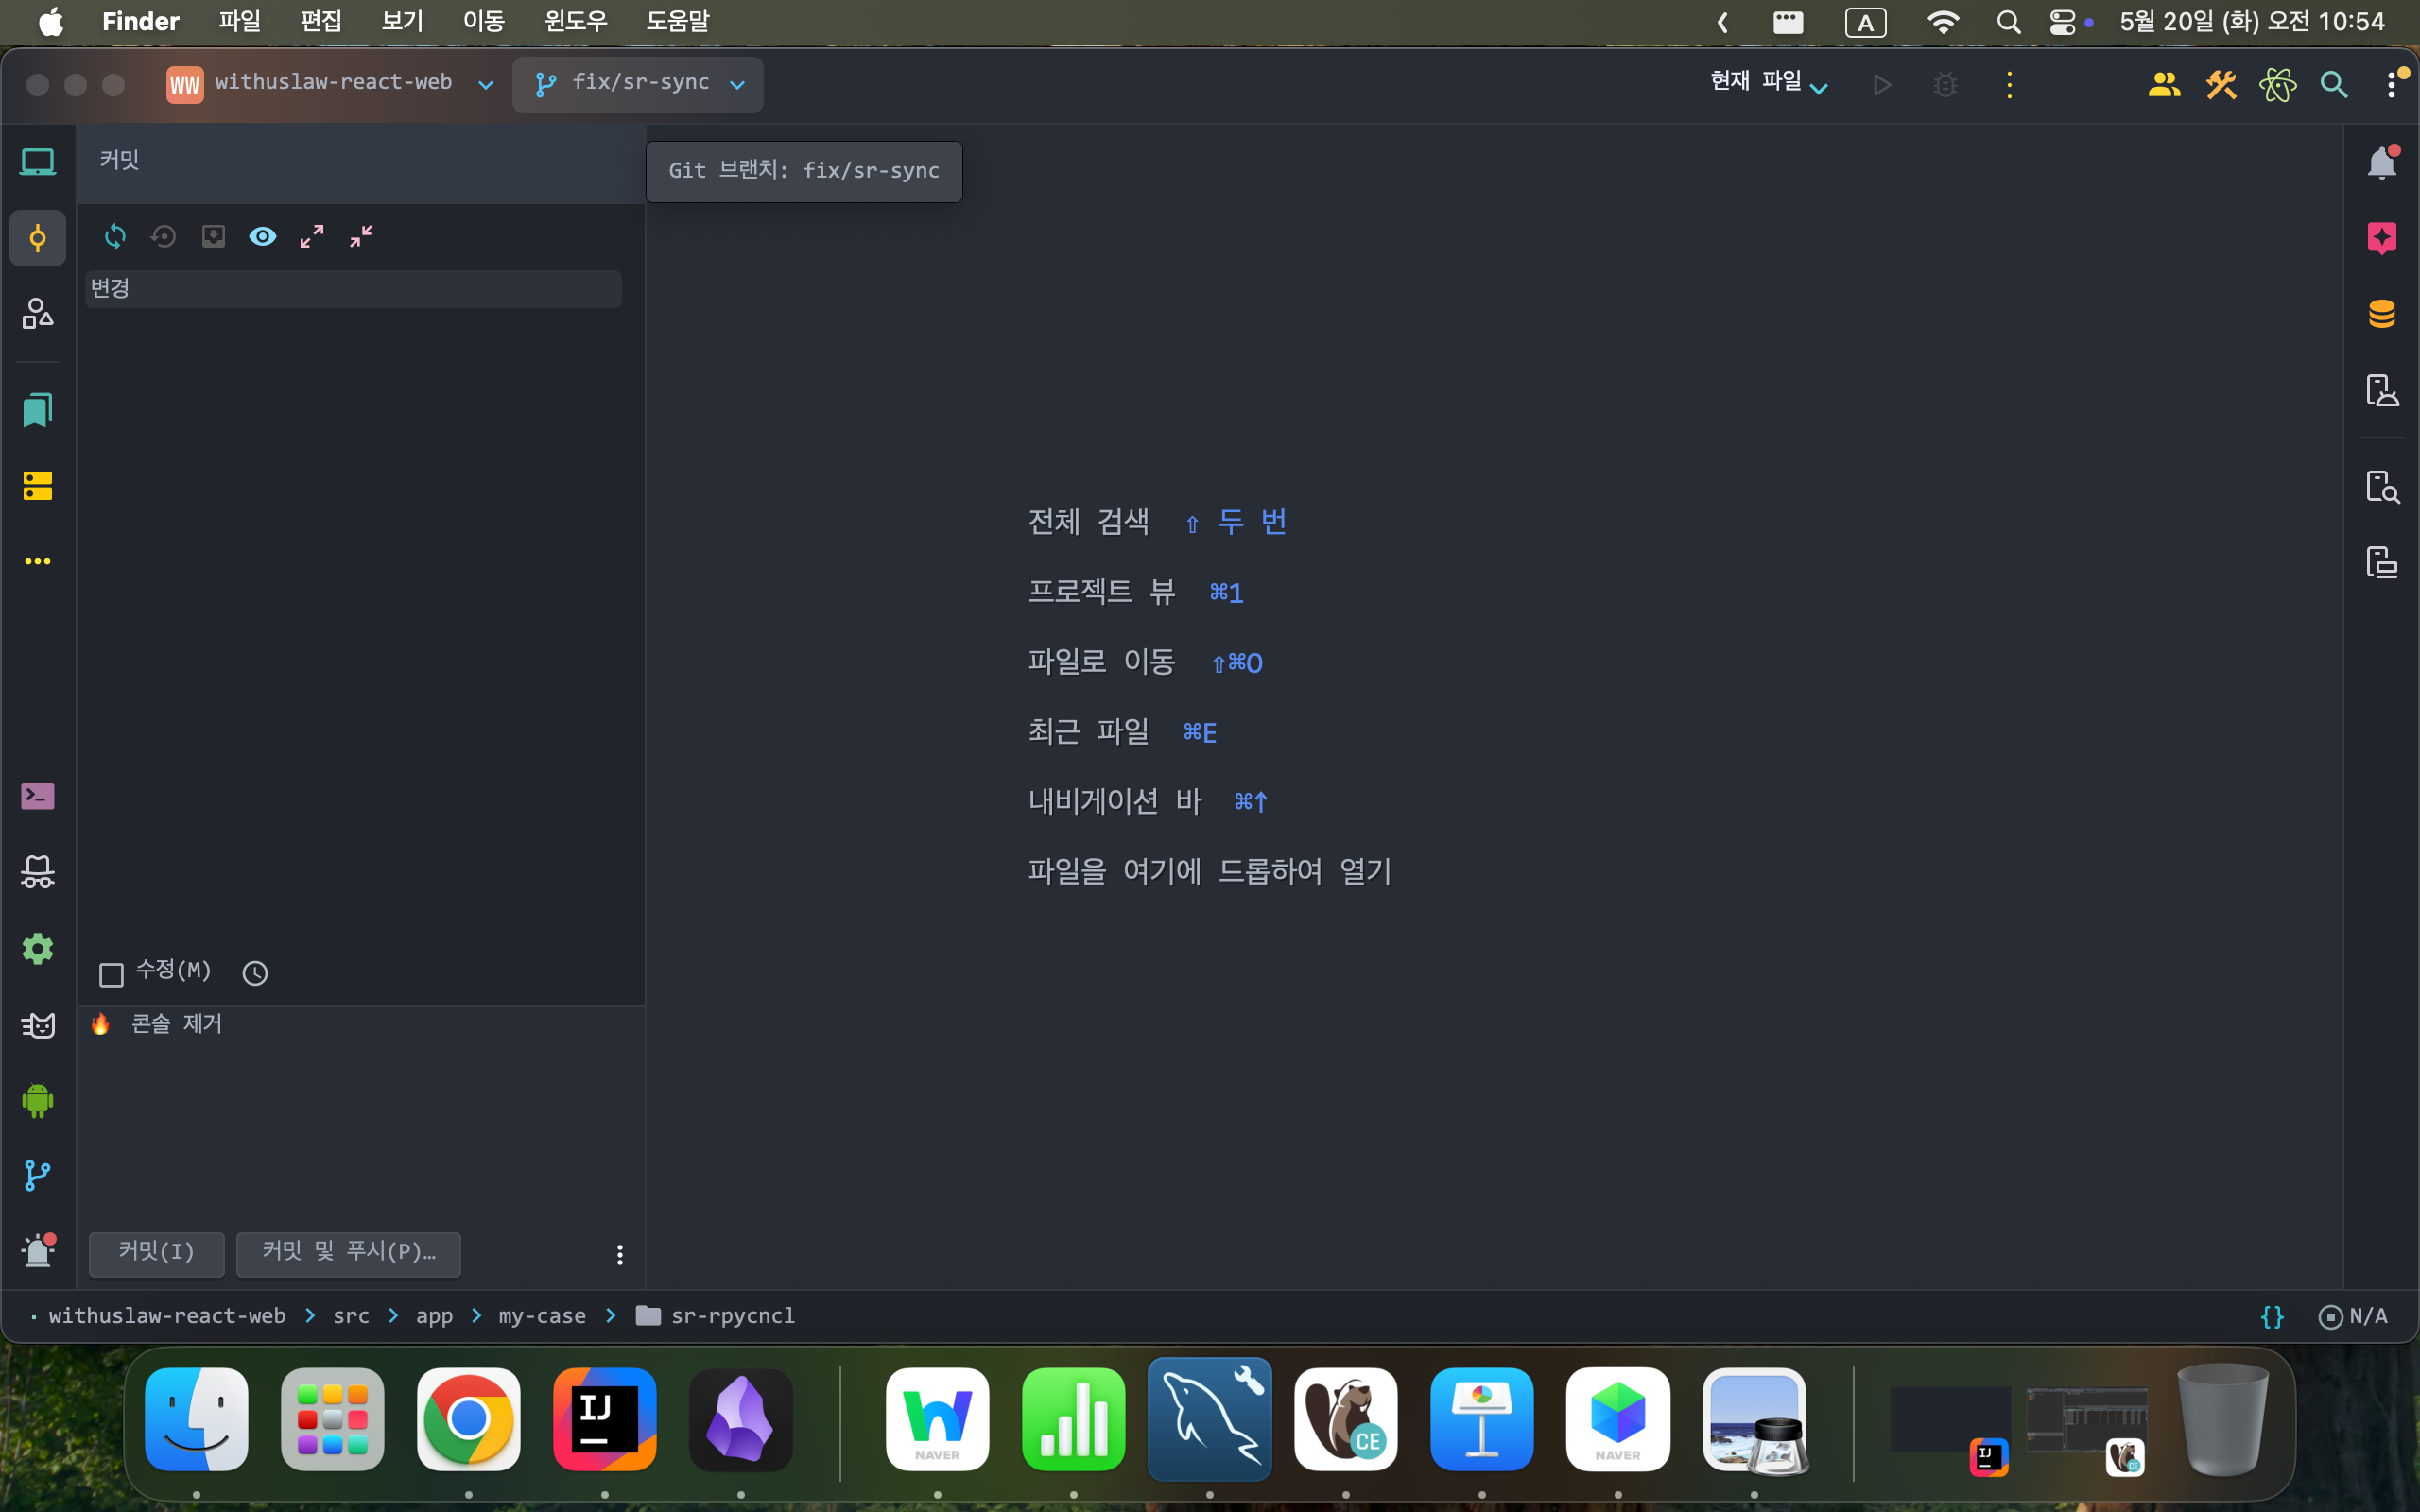 Finder 파일 편집 보기 이동 윈도우 도움말 A 5월 20일 (화) 오전 10:54
WW withuslaw-react-web fix/sr-sync 현재 파일
커밋
Git 브랜치: fix/sr-sync
변경
전체 검색 ⇧ 두 번
프로젝트 뷰 ⌘1
파일로 이동 ⇧⌘O
최근 파일 ⌘E
내비게이션 바 ⌘↑
파일을 여기에 드롭하여 열기
수정(M)
🔥 콘솔 제거
커밋(I) 커밋 및 푸시(P)…
withuslaw-react-web > src > app > my-case > sr-rpycncl {} N/A
IJ NAVER CE NAVER IJ CE